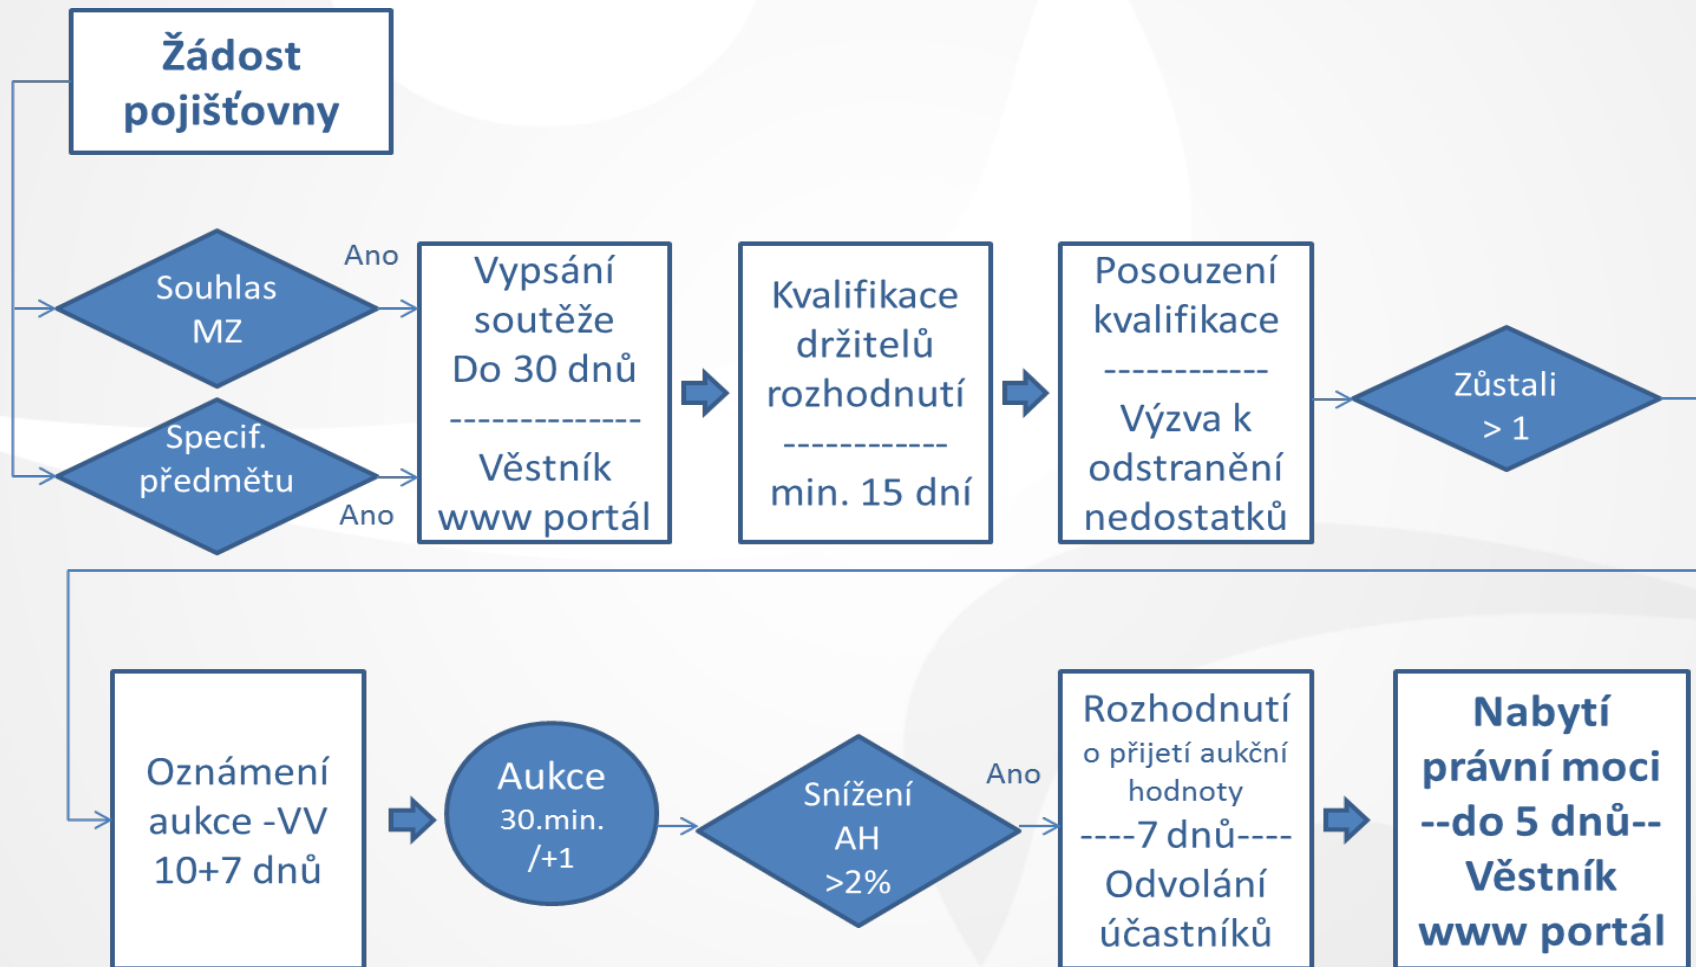 Žádost
pojišťovny
Souhlas
MZ
Ano
Specif.
předmětu
Ano
Vypsání
soutěže
Do 30 dnů
--------------
Věstník
www portál
Kvalifikace
držitelů
rozhodnutí
------------
min. 15 dní
Posouzení
kvalifikace
------------
Výzva k
odstranění
nedostatků
Zůstali
> 1
Oznámení
aukce -VV
10+7 dnů
Aukce
30.min.
/+1
Snížení
AH
>2%
Ano
Rozhodnutí
o přijetí aukční
hodnoty
----7 dnů----
Odvolání
účastníků
Nabytí
právní moci
--do 5 dnů--
Věstník
www portál